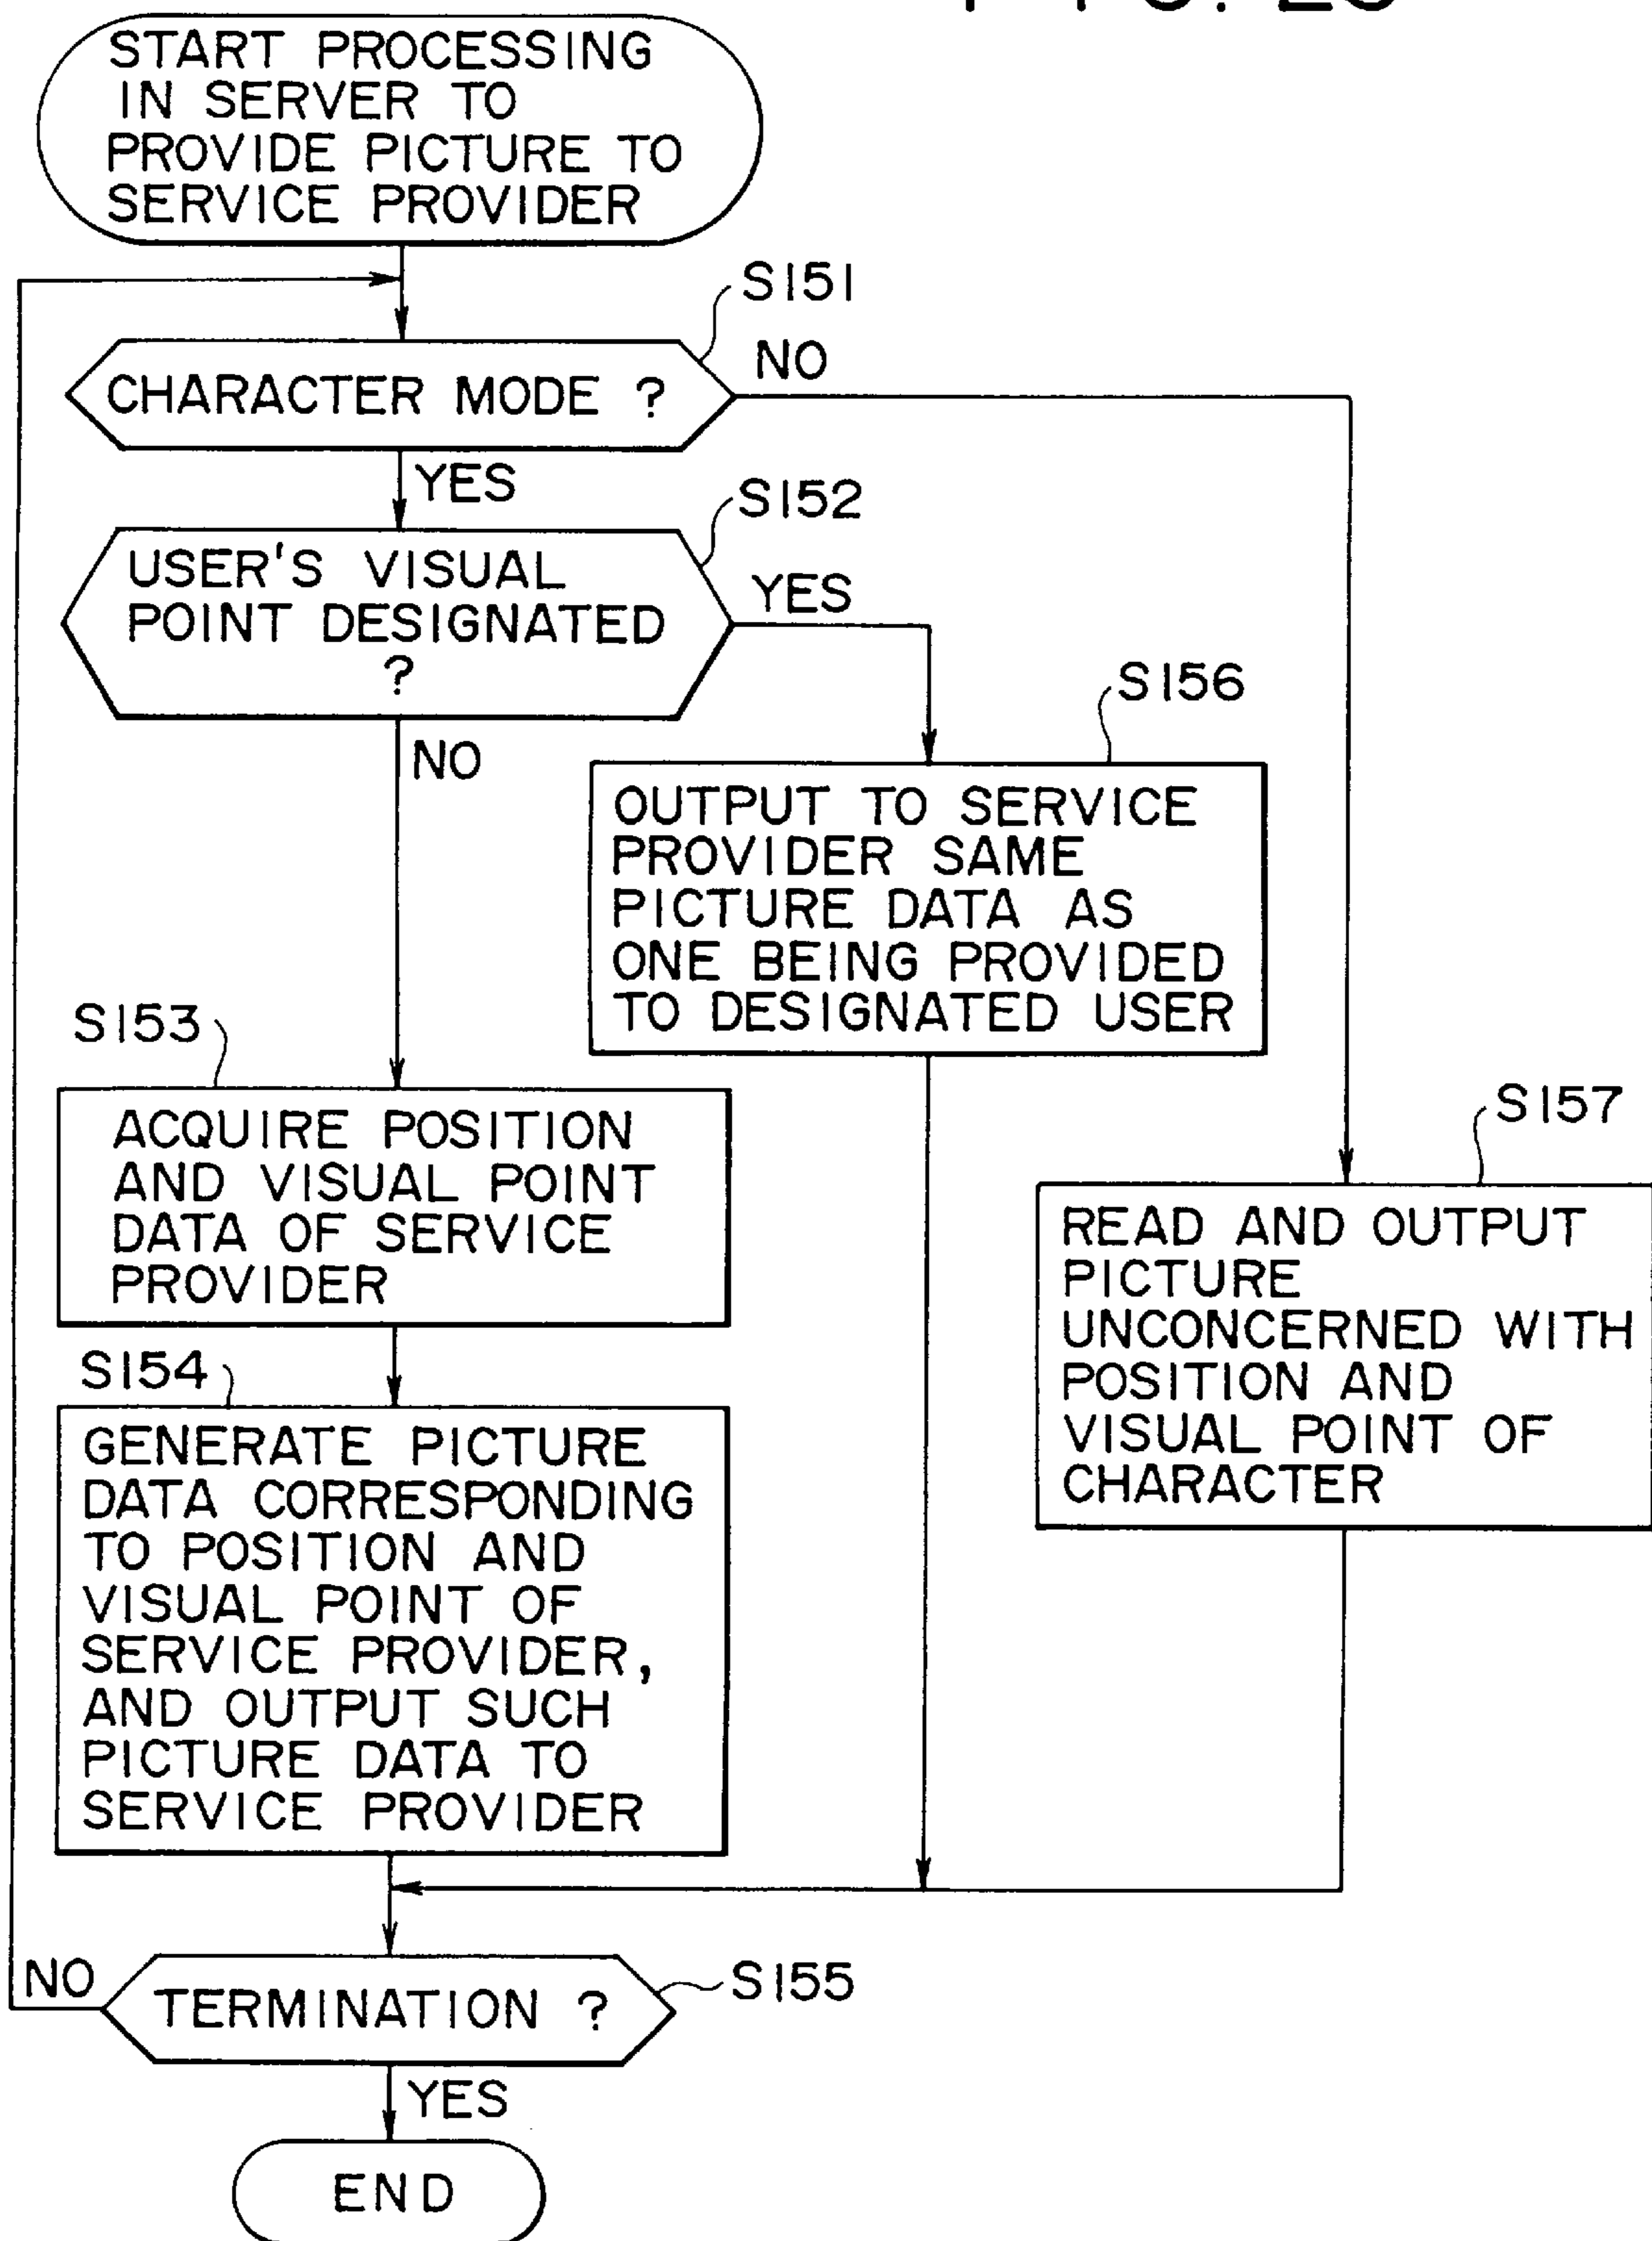 FIG.
START PROCESSING
IN SERVER TO
PROVIDE PICTURE TO
SERVICE PROVIDER
S151
CHARACTER MODE ?
NO
YES
S152
USER'S VISUAL
POINT DESIGNATED
?
YES
NO
S156
OUTPUT TO SERVICE
PROVIDER SAME
PICTURE DATA AS
ONE BEING PROVIDED
TO DESIGNATED USER
S153
ACQUIRE POSITION
AND VISUAL POINT
DATA OF SERVICE
PROVIDER
S157
READ AND OUTPUT
PICTURE
UNCONCERNED WITH
POSITION AND
VISUAL POINT OF
CHARACTER
S154
GENERATE PICTURE
DATA CORRESPONDING
TO POSITION AND
VISUAL POINT OF
SERVICE PROVIDER,
AND OUTPUT SUCH
PICTURE DATA TO
SERVICE PROVIDER
NO
TERMINATION ?
S155
YES
END